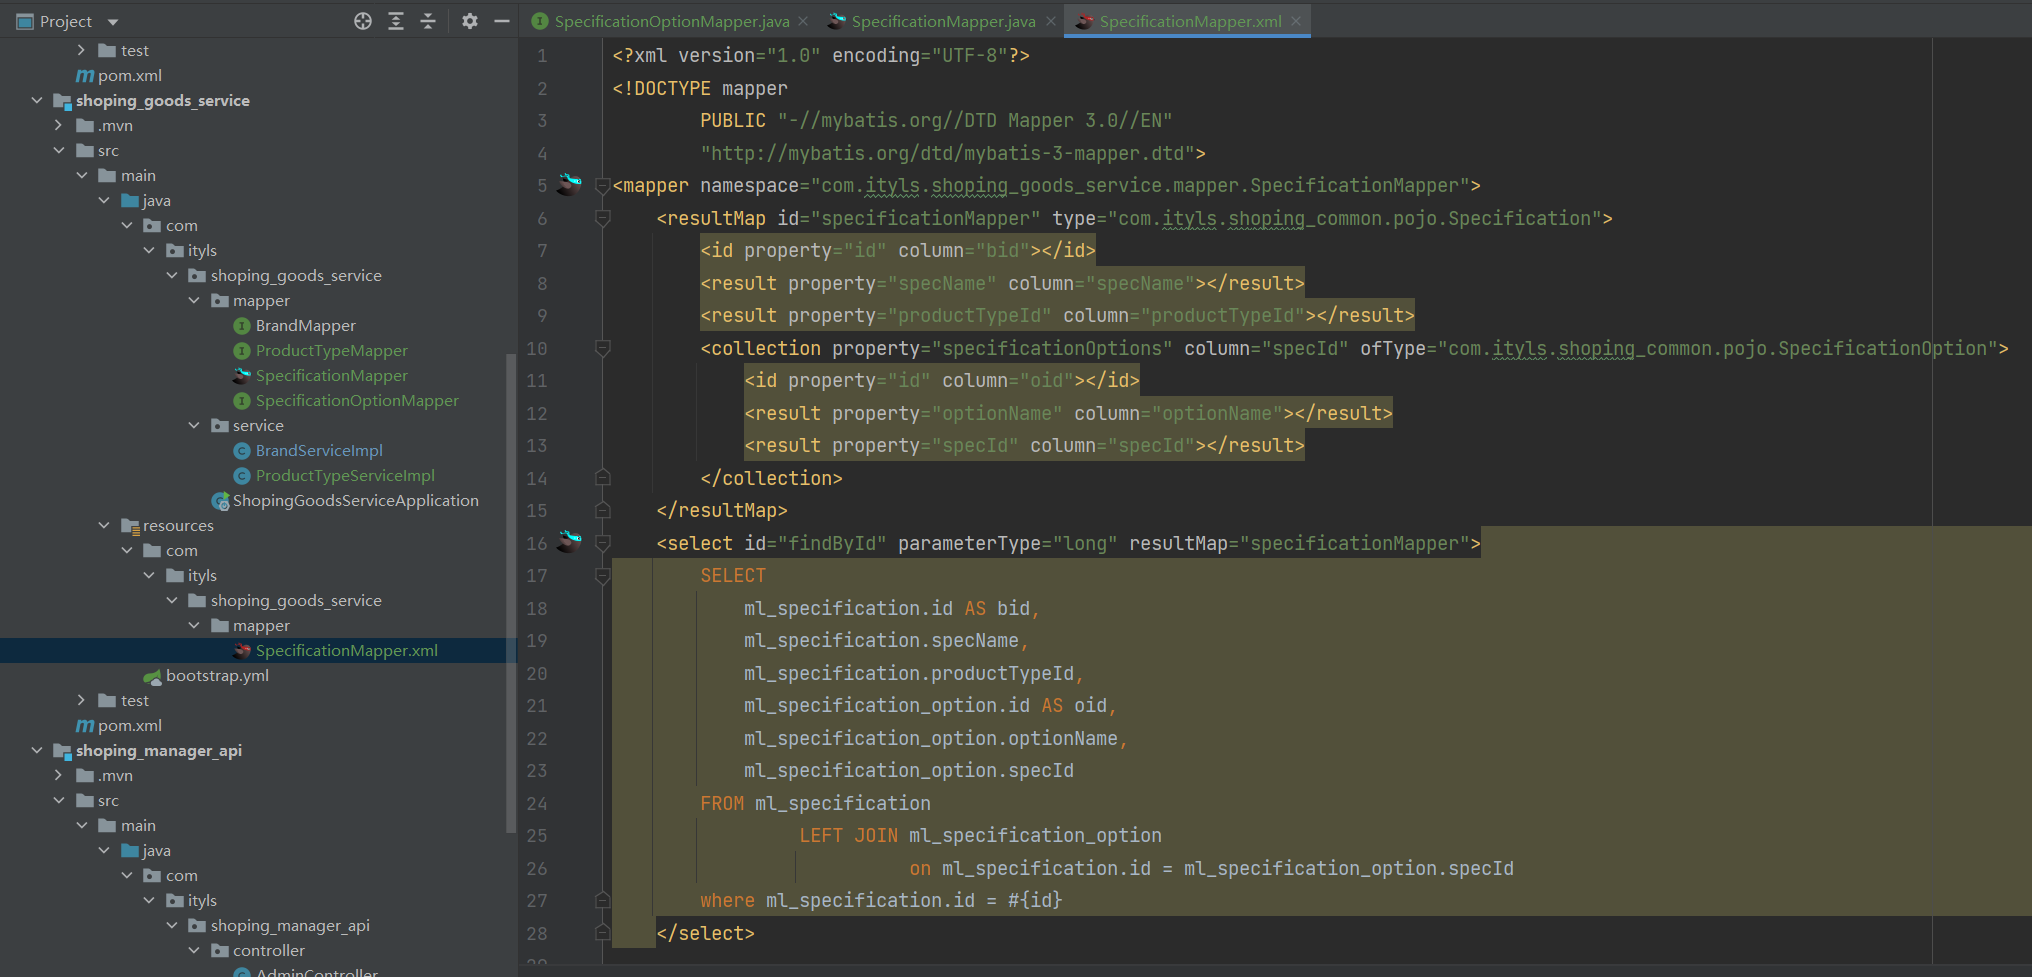 Project
test
pom.xml
shoping_goods_service
.mvn
src
main
java
com
ityls
shoping_goods_service
mapper
BrandMapper
ProductTypeMapper
SpecificationMapper
SpecificationOptionMapper
service
BrandServiceImpl
ProductTypeServiceImpl
ShopingGoodsServiceApplication
resources
com
ityls
shoping_goods_service
mapper
SpecificationMapper.xml
bootstrap.yml
test
pom.xml
shoping_manager_api
.mvn
src
main
java
com
ityls
shoping_manager_api
controller
AdminController
SpecificationOptionMapper.java SpecificationMapper.java SpecificationMapper.xml
1 <?xml version="1.0" encoding="UTF-8"?>
2 <!DOCTYPE mapper
3 PUBLIC "-//mybatis.org//DTD Mapper 3.0//EN"
4 "http://mybatis.org/dtd/mybatis-3-mapper.dtd">
5 <mapper namespace="com.ityls.shoping_goods_service.mapper.SpecificationMapper">
6 <resultMap id="specificationMapper" type="com.ityls.shoping_common.pojo.Specification">
7 <id property="id" column="bid"></id>
8 <result property="specName" column="specName"></result>
9 <result property="productTypeId" column="productTypeId"></result>
10 <collection property="specificationOptions" column="specId" ofType="com.ityls.shoping_common.pojo.SpecificationOption">
11 <id property="id" column="oid"></id>
12 <result property="optionName" column="optionName"></result>
13 <result property="specId" column="specId"></result>
14 </collection>
15 </resultMap>
16 <select id="findById" parameterType="long" resultMap="specificationMapper">
17 SELECT
18 ml_specification.id AS bid,
19 ml_specification.specName,
20 ml_specification.productTypeId,
21 ml_specification_option.id AS oid,
22 ml_specification_option.optionName,
23 ml_specification_option.specId
24 FROM ml_specification
25 LEFT JOIN ml_specification_option
26 on ml_specification.id = ml_specification_option.specId
27 where ml_specification.id = #{id}
28 </select>